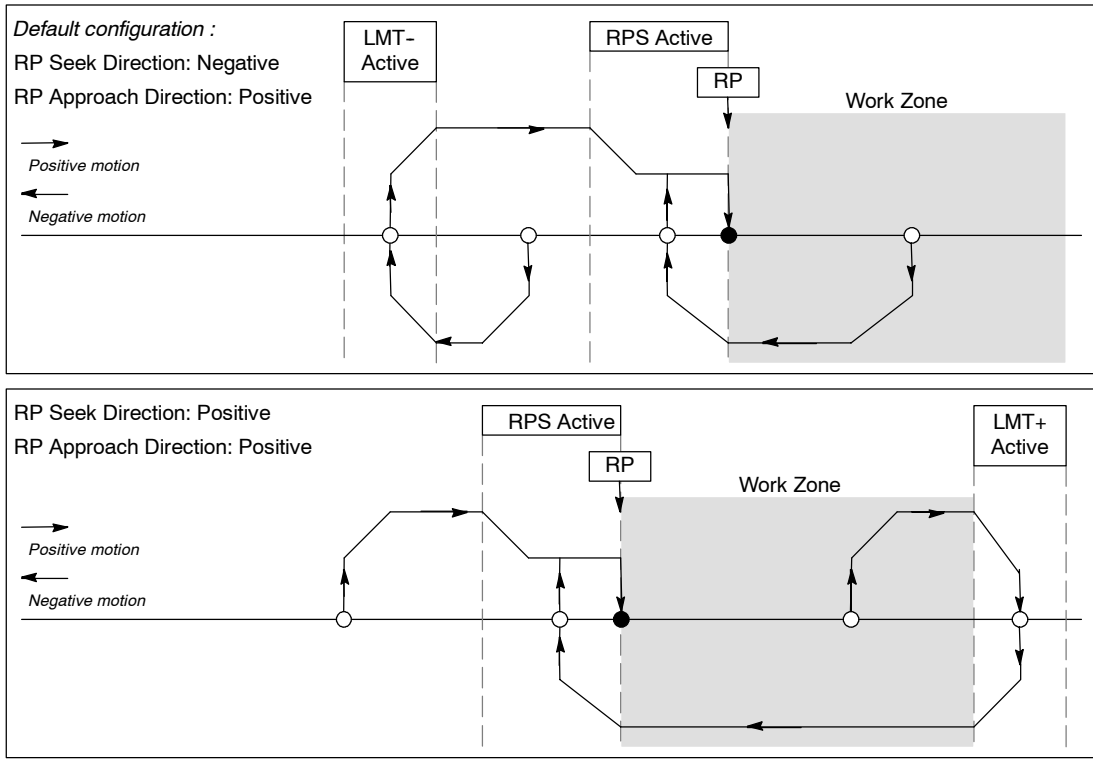 Default configuration :
RP Seek Direction: Negative
RP Approach Direction: Positive
LMT-
Active
RPS Active
RP
Work Zone
Positive motion
Negative motion
RP Seek Direction: Positive
RP Approach Direction: Positive
RPS Active
LMT+
Active
RP
Work Zone
Positive motion
Negative motion